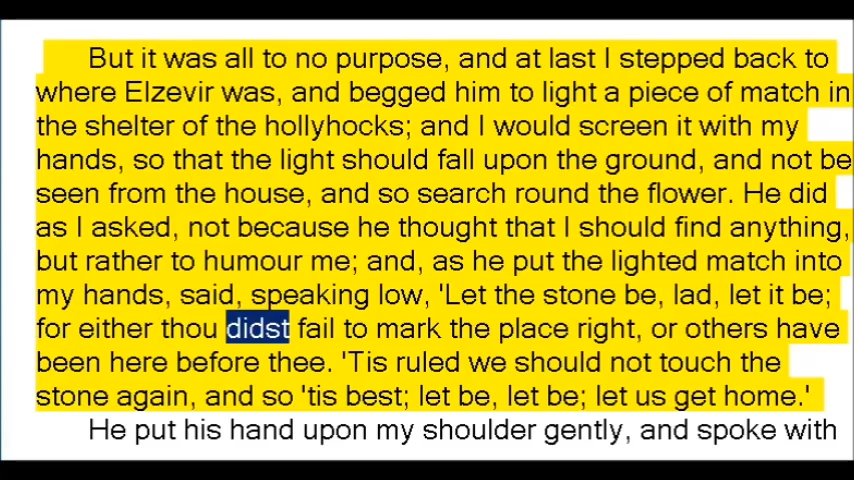 But it was all to no purpose, and at last I stepped back to
where Elzevir was, and begged him to light a piece of match in
the shelter of the hollyhocks; and I would screen it with my
hands, so that the light should fall upon the ground, and not be
seen from the house, and so search round the flower. He did
as I asked, not because he thought that I should find anything,
but rather to humour me; and, as he put the lighted match into
my hands, said, speaking low, 'Let the stone be, lad, let it be;
for either thou didst fail to mark the place right, or others have
been here before thee. 'Tis ruled we should not touch the
stone again, and so 'tis best; let be, let be; let us get home.'
He put his hand upon my shoulder gently, and spoke with